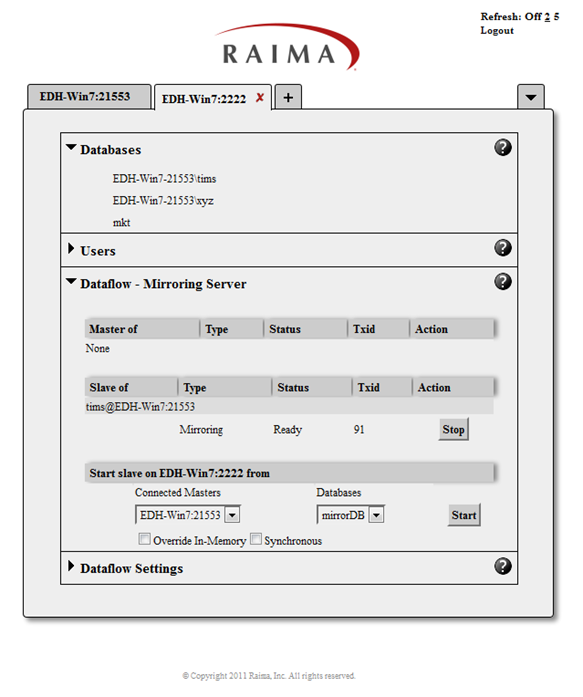 Refresh: Off 2 5
Logout
RAIMA
EDH-Win7:21553 EDH-Win7:2222 ✘ +
Databases ?
EDH-Win7-21553\tims
EDH-Win7-21553\xyz
mkt
Users ?
Dataflow - Mirroring Server ?
Master of Type Status Txid Action
None
Slave of Type Status Txid Action
tims@EDH-Win7:21553
Mirroring Ready 91 Stop
Start slave on EDH-Win7:2222 from
Connected Masters Databases
EDH-Win7:21553 mirrorDB Start
Override In-Memory Synchronous
Dataflow Settings ?
© Copyright 2011 Raima, Inc. All rights reserved.